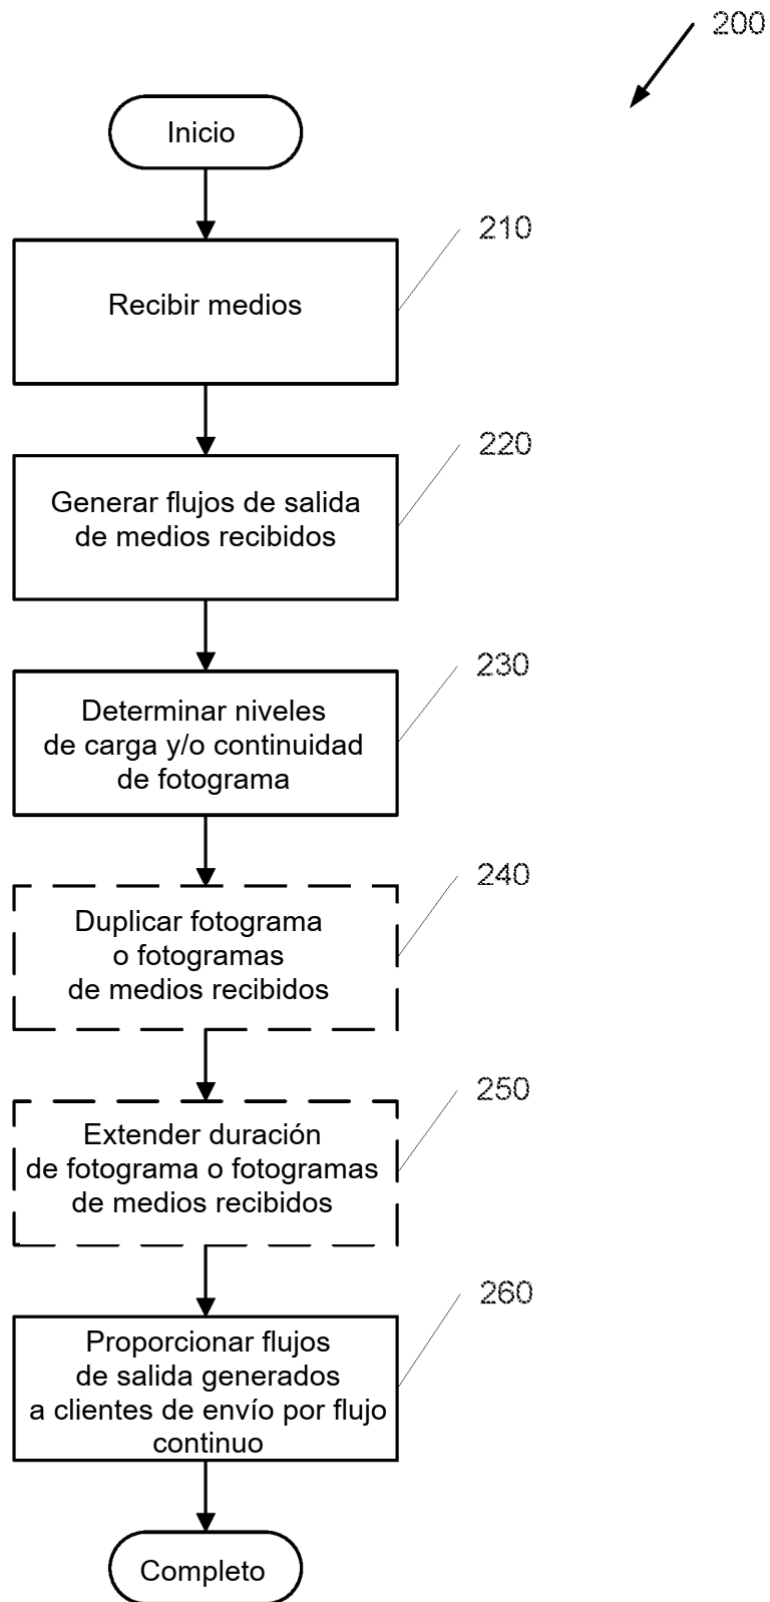 200
Inicio
210
Recibir medios
220
Generar flujos de salida
de medios recibidos
230
Determinar niveles
de carga y/o continuidad
de fotograma
240
Duplicar fotograma
o fotogramas
de medios recibidos
250
Extender duración
de fotograma o fotogramas
de medios recibidos
260
Proporcionar flujos
de salida generados
a clientes de envío por flujo
continuo
Completo